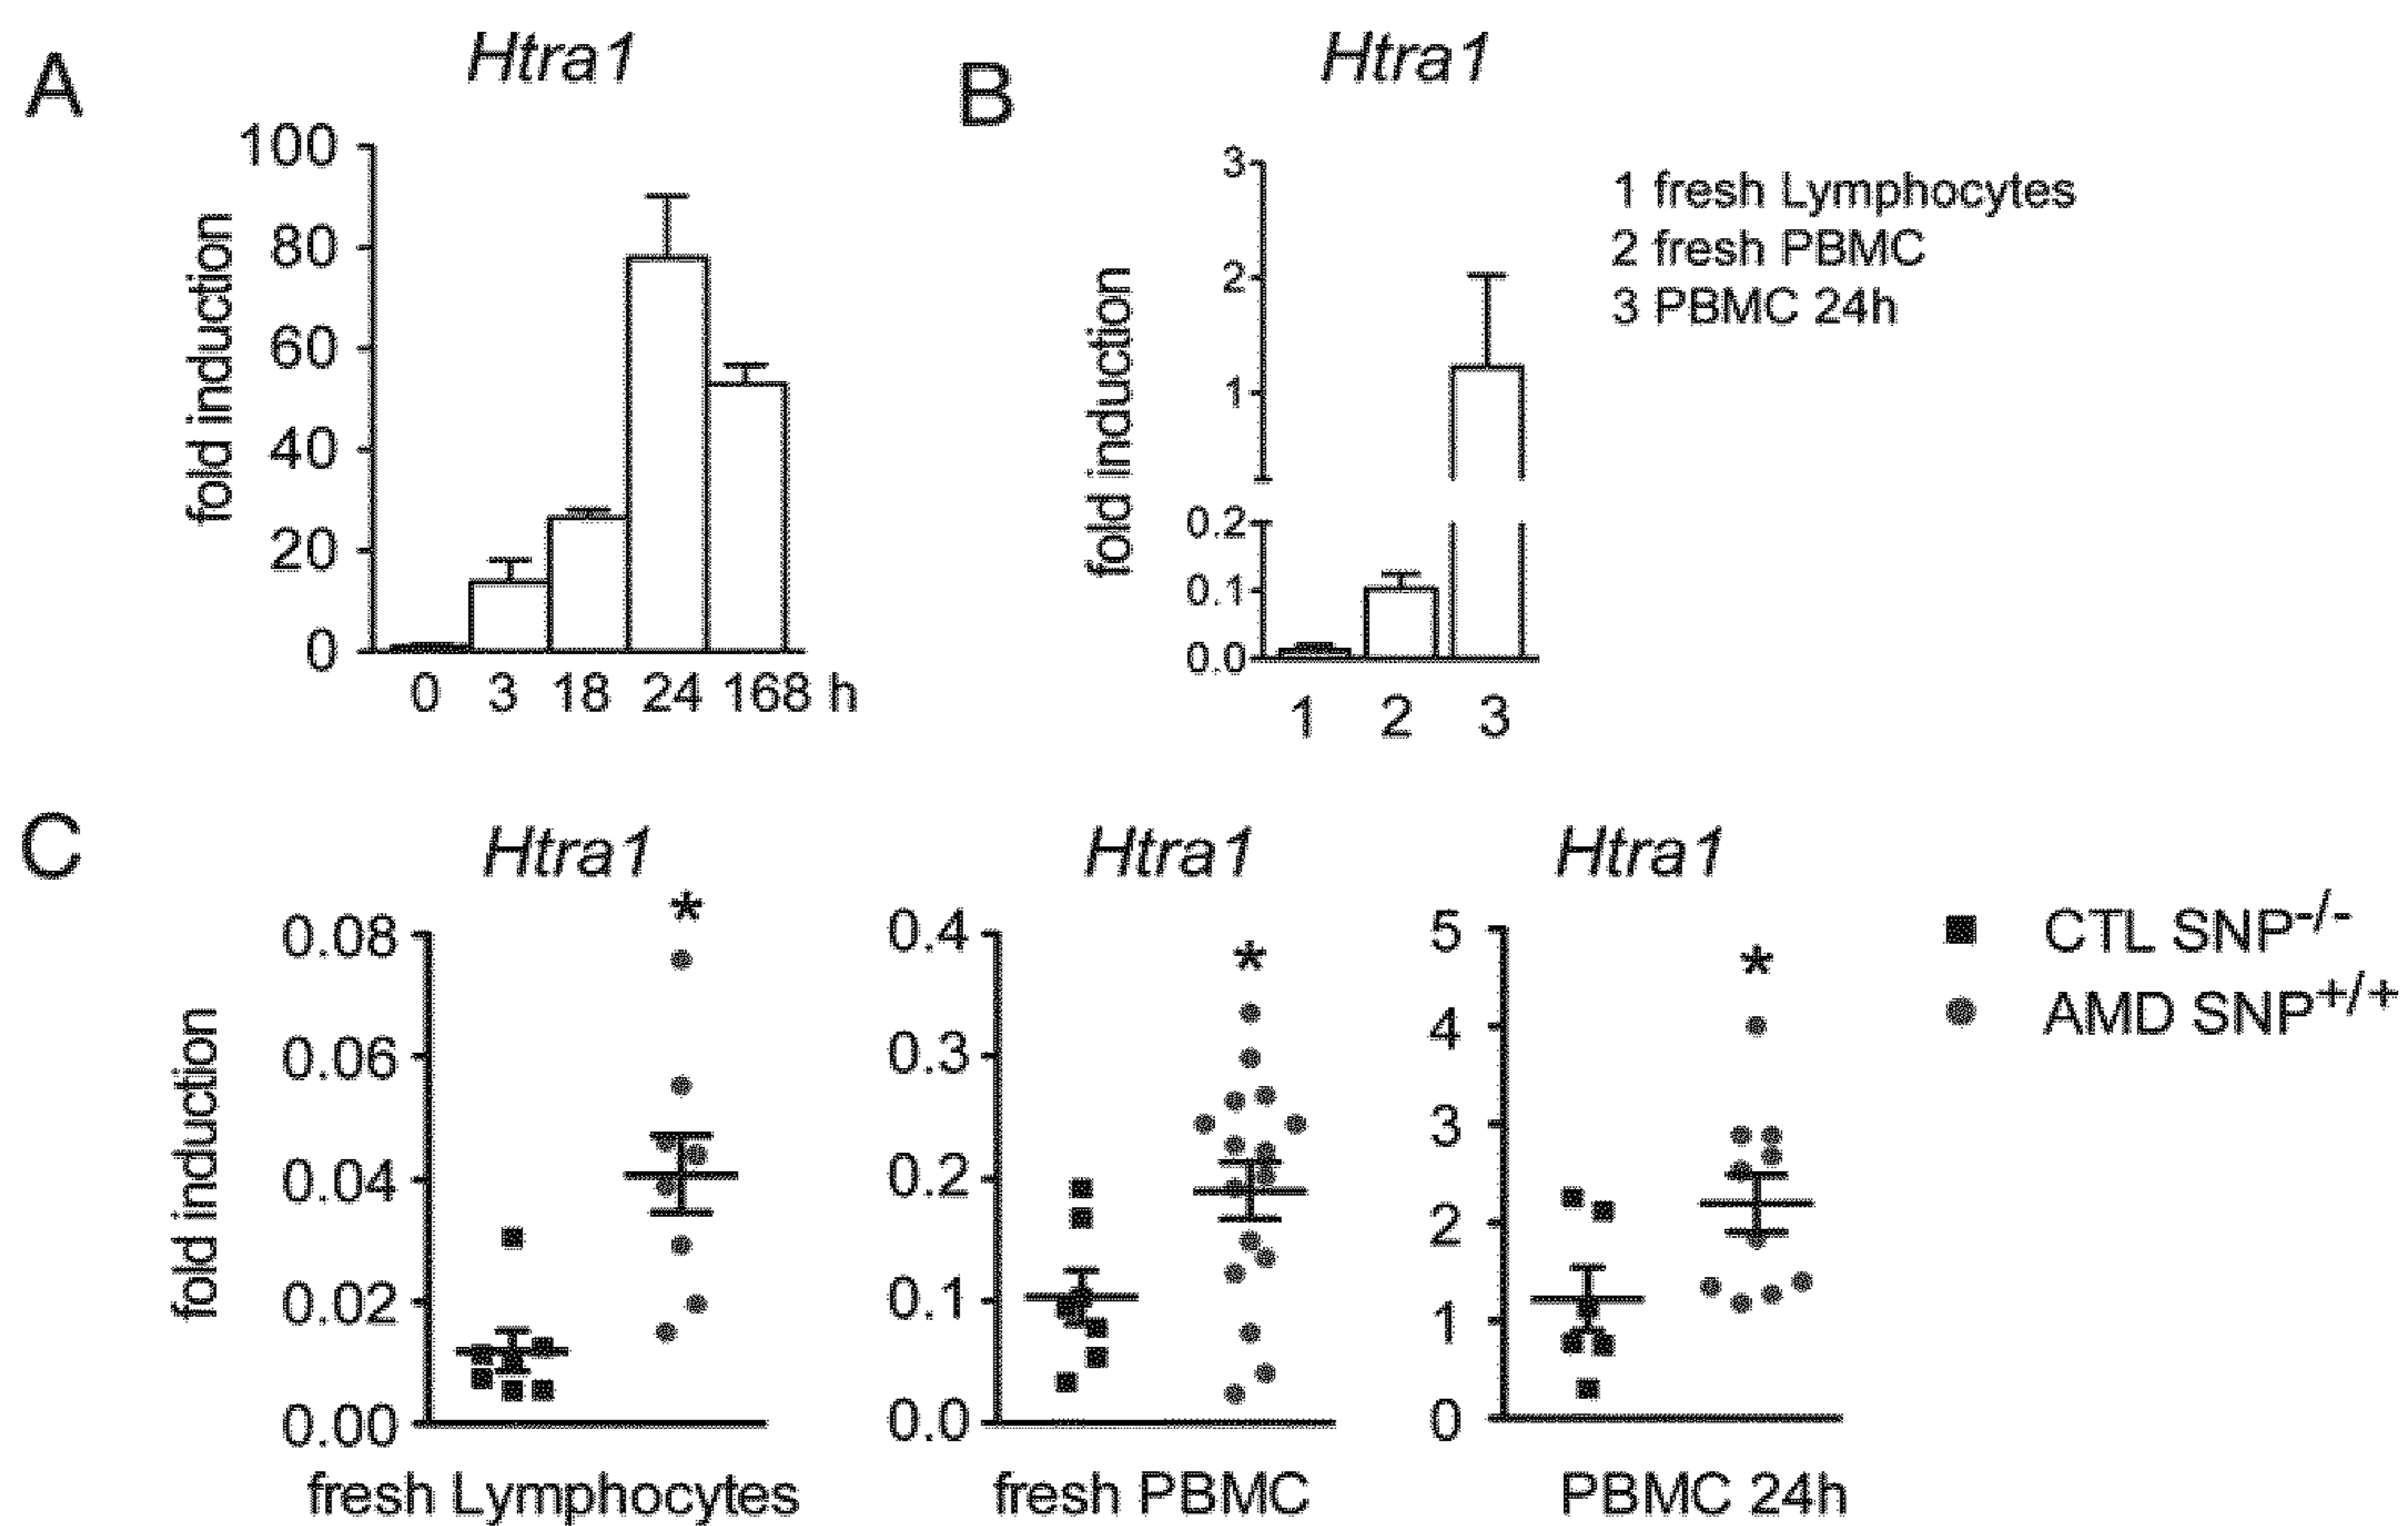 A
Htra1
fold induction
100
80
60
40
20
0
0 3 18 24 168 h
B
Htra1
fold induction
3
2
1
0.2
0.1
0.0
1 2 3
1 fresh Lymphocytes
2 fresh PBMC
3 PBMC 24h
C
Htra1
*
fold induction
0.08
0.06
0.04
0.02
0.00
fresh Lymphocytes
Htra1
*
0.4
0.3
0.2
0.1
0.0
fresh PBMC
Htra1
*
5
4
3
2
1
0
PBMC 24h
CTL SNP-/-
AMD SNP+/+